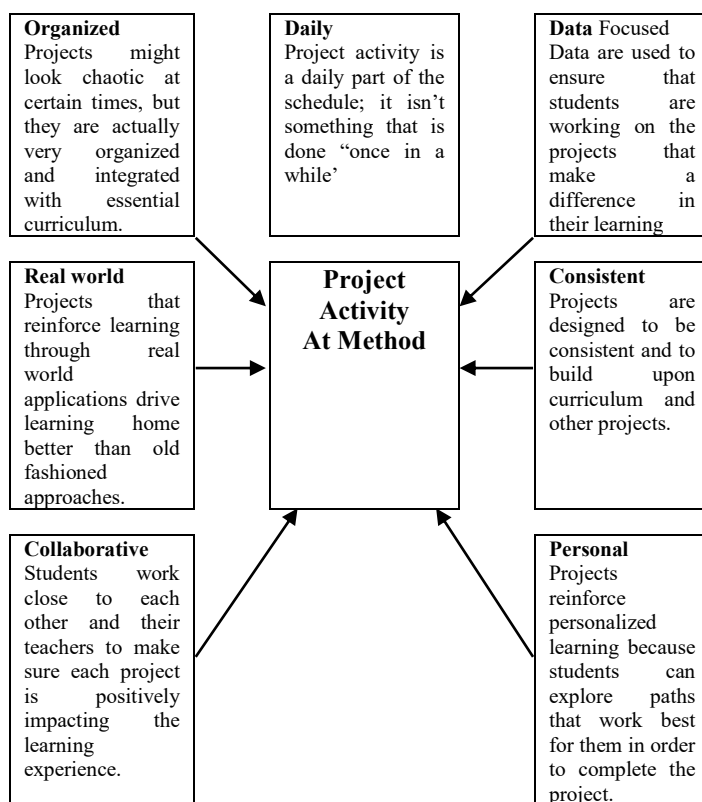 Organized
Projects might
look chaotic at
certain times, but
they are actually
very organized
and integrated
with essential
curriculum.
Daily
Project activity is
a daily part of the
schedule; it isn’t
something that is
done “once in a
while’
Data Focused
Data are used to
ensure that
students are
working on the
projects that
make a
difference in
their learning
Real world
Projects that
reinforce learning
through real
world
applications drive
learning home
better than old
fashioned
approaches.
Project
Activity
At Method
Consistent
Projects are
designed to be
consistent and to
build upon
curriculum and
other projects.
Collaborative
Students work
close to each
other and their
teachers to make
sure each project
is positively
impacting the
learning
experience.
Personal
Projects
reinforce
personalized
learning because
students can
explore paths
that work best
for them in order
to complete the
project.